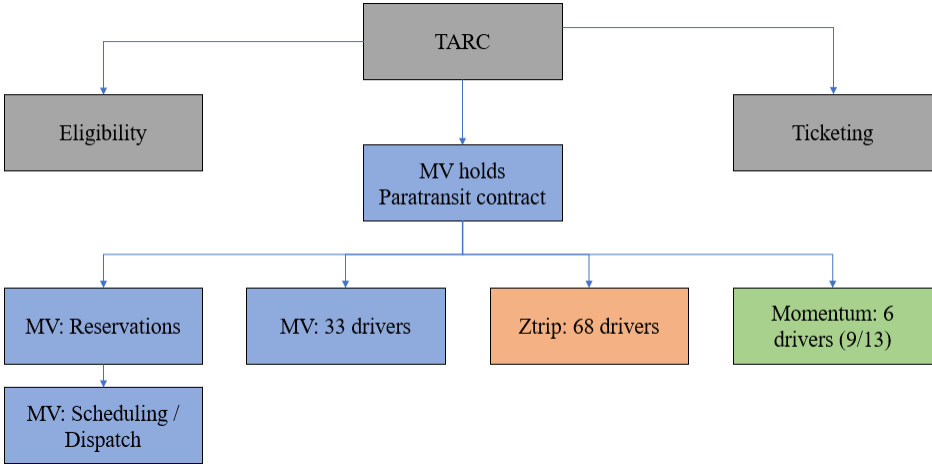 TARC
Eligibility
Ticketing
MV holds
Paratransit contract
MV: Reservations
MV: 33 drivers
Ztrip: 68 drivers
Momentum: 6
drivers (9/13)
MV: Scheduling /
Dispatch